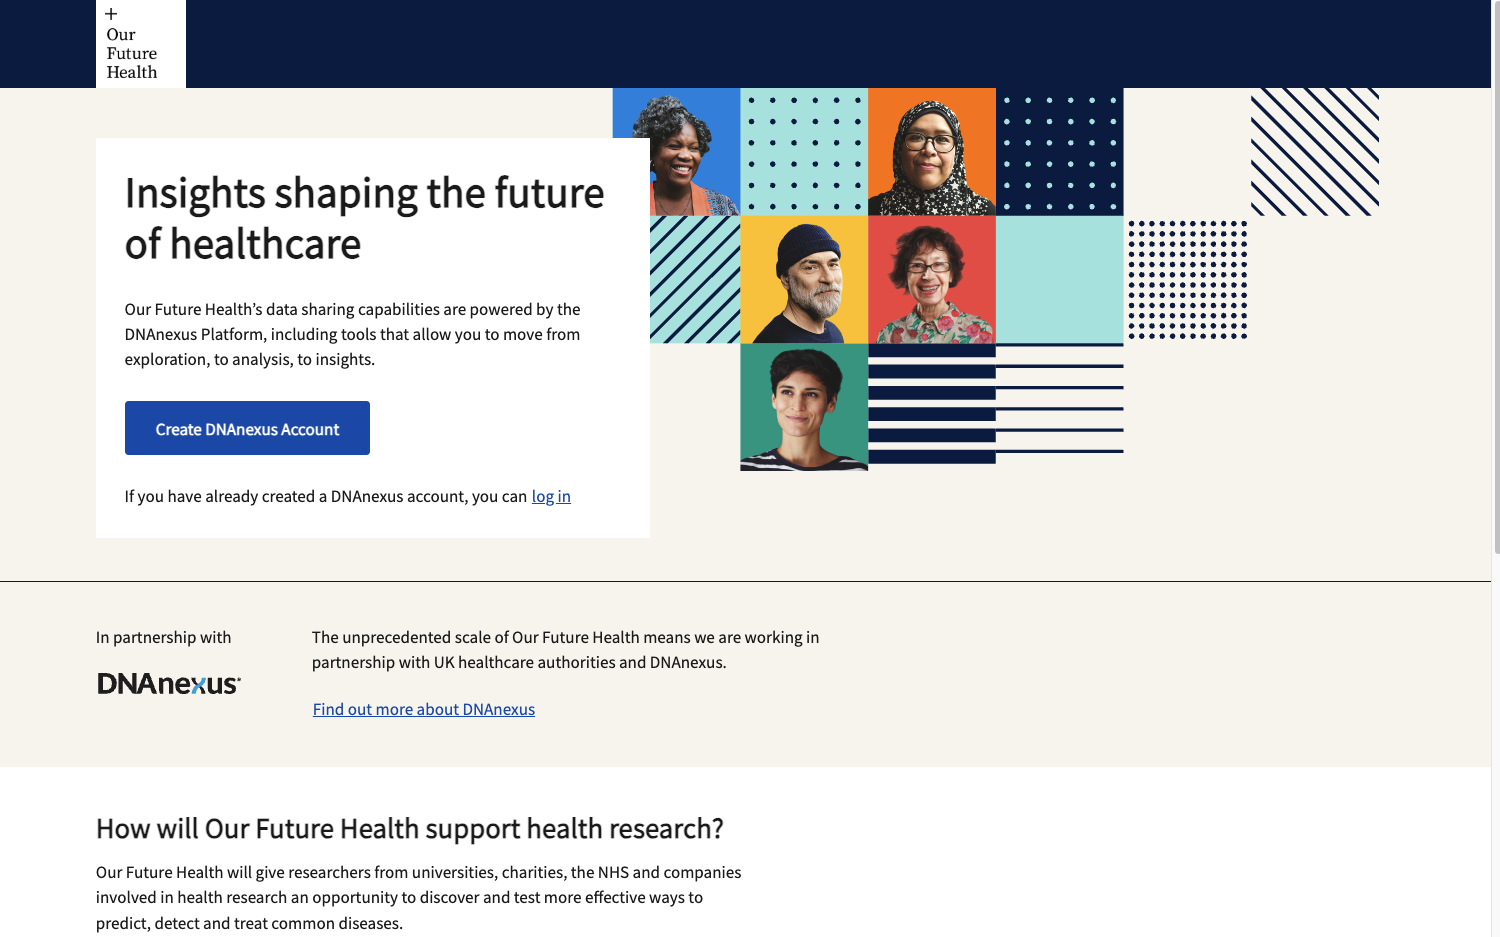 Our
Future
Health
Insights shaping the future
of healthcare
Our Future Health’s data sharing capabilities are powered by the
DNAnexus Platform, including tools that allow you to move from
exploration, to analysis, to insights.
Create DNAnexus Account
If you have already created a DNAnexus account, you can log in
In partnership with
DNAnexus
The unprecedented scale of Our Future Health means we are working in
partnership with UK healthcare authorities and DNAnexus.
Find out more about DNAnexus
How will Our Future Health support health research?
Our Future Health will give researchers from universities, charities, the NHS and companies
involved in health research an opportunity to discover and test more effective ways to
predict, detect and treat common diseases.